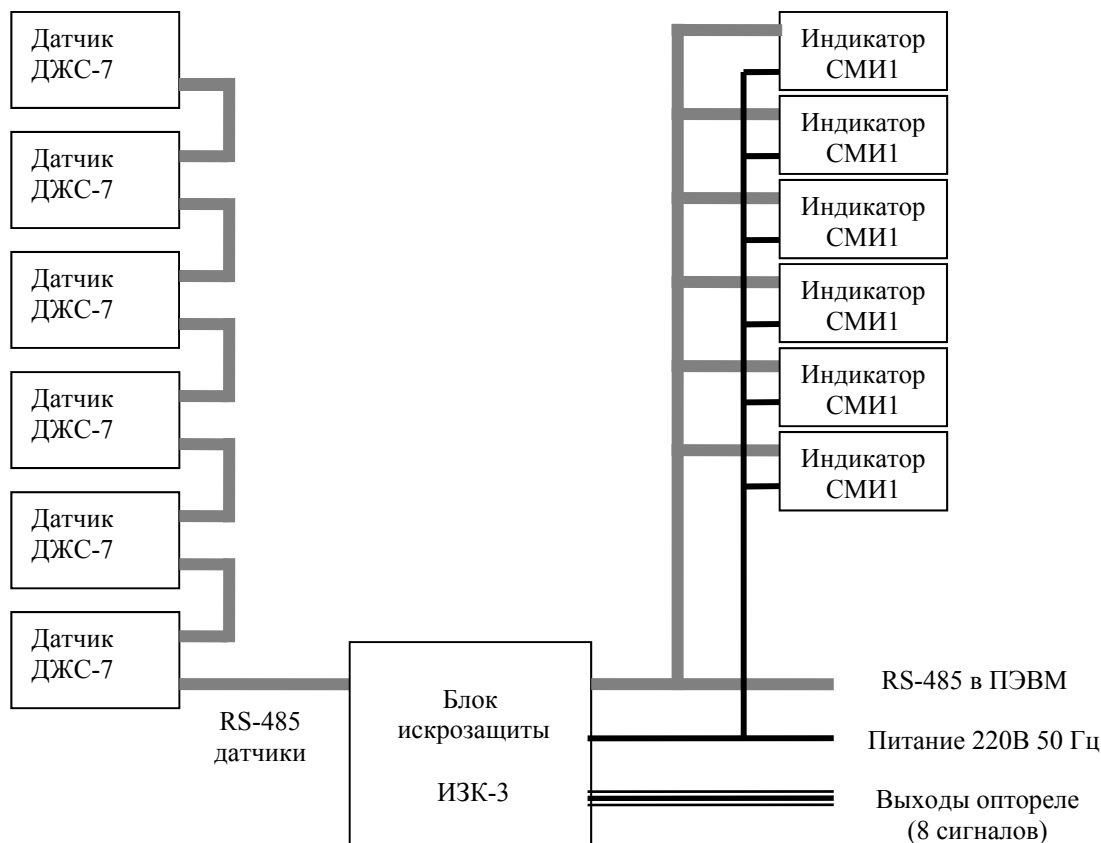 Датчик
ДЖС-7
Датчик
ДЖС-7
Датчик
ДЖС-7
Датчик
ДЖС-7
Датчик
ДЖС-7
Датчик
ДЖС-7
RS-485
датчики
Блок
искрозащиты
ИЗК-3
Индикатор
СМИ1
Индикатор
СМИ1
Индикатор
СМИ1
Индикатор
СМИ1
Индикатор
СМИ1
Индикатор
СМИ1
RS-485 в ПЭВМ
Питание 220В 50 Гц
Выходы оптореле
(8 сигналов)